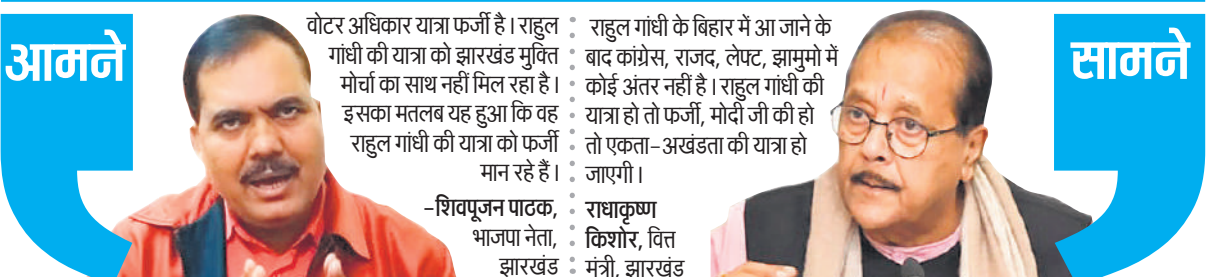 आमने
वोटर अधिकार यात्रा फर्जी है। राहुल
गांधी की यात्रा को झारखंड मुक्ति
मोर्चा का साथ नहीं मिल रहा है।
इसका मतलब यह हुआ कि वह
राहुल गांधी की यात्रा को फर्जी
मान रहे हैं।
-शिवपूजन पाठक,
भाजपा नेता,
झारखंड
राहुल गांधी के बिहार में आ जाने के
बाद कांग्रेस, राजद, लेफ्ट, झामुमो में
कोई अंतर नहीं है। राहुल गांधी की
यात्रा हो तो फर्जी, मोदी जी की हो
तो एकता-अखंडता की यात्रा हो
जाएगी।
राधाकृष्ण
किशोर, वित्त
मंत्री, झारखंड
सामने